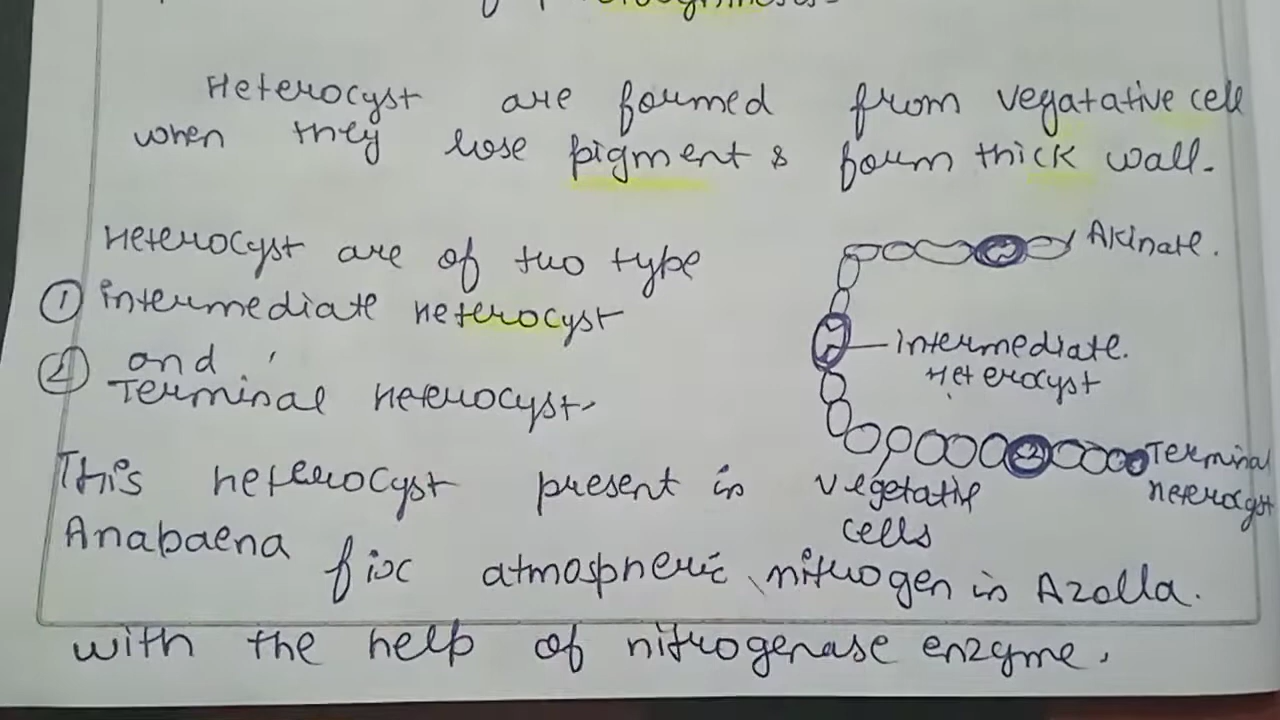 Heterocyst are formed from vegatative cell
when they lose pigment & form thick wall.
Heterocyst are of two type
① intermediate heterocyst
② and
Terminal heterocyst.
Akinate.
Intermediate.
Heterocyst
Terminal
heterocyst
vegetative
cells
This heterocyst present in
Anabaena fix atmospheric nitrogen in Azolla.
with the help of nitrogenase enzyme.